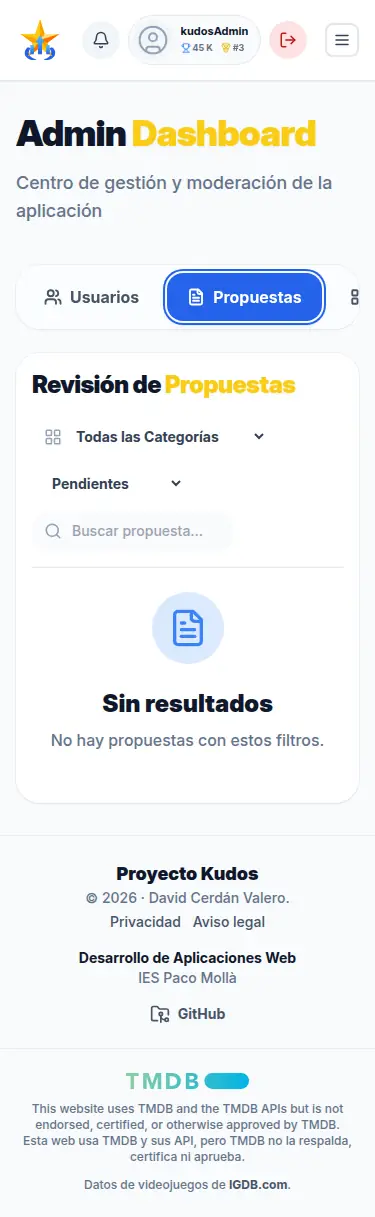 kudosAdmin
45 K #3
Admin Dashboard
Centro de gestión y moderación de la
aplicación
Usuarios Propuestas
Revisión de Propuestas
Todas las Categorías
Pendientes
Buscar propuesta...
Sin resultados
No hay propuestas con estos filtros.
Proyecto Kudos
© 2026 · David Cerdán Valero.
Privacidad Aviso legal
Desarrollo de Aplicaciones Web
IES Paco Mollà
GitHub
TMDB
This website uses TMDB and the TMDB APIs but is not
endorsed, certified, or otherwise approved by TMDB.
Esta web usa TMDB y sus API, pero TMDB no la respalda,
certifica ni aprueba.
Datos de videojuegos de IGDB.com.